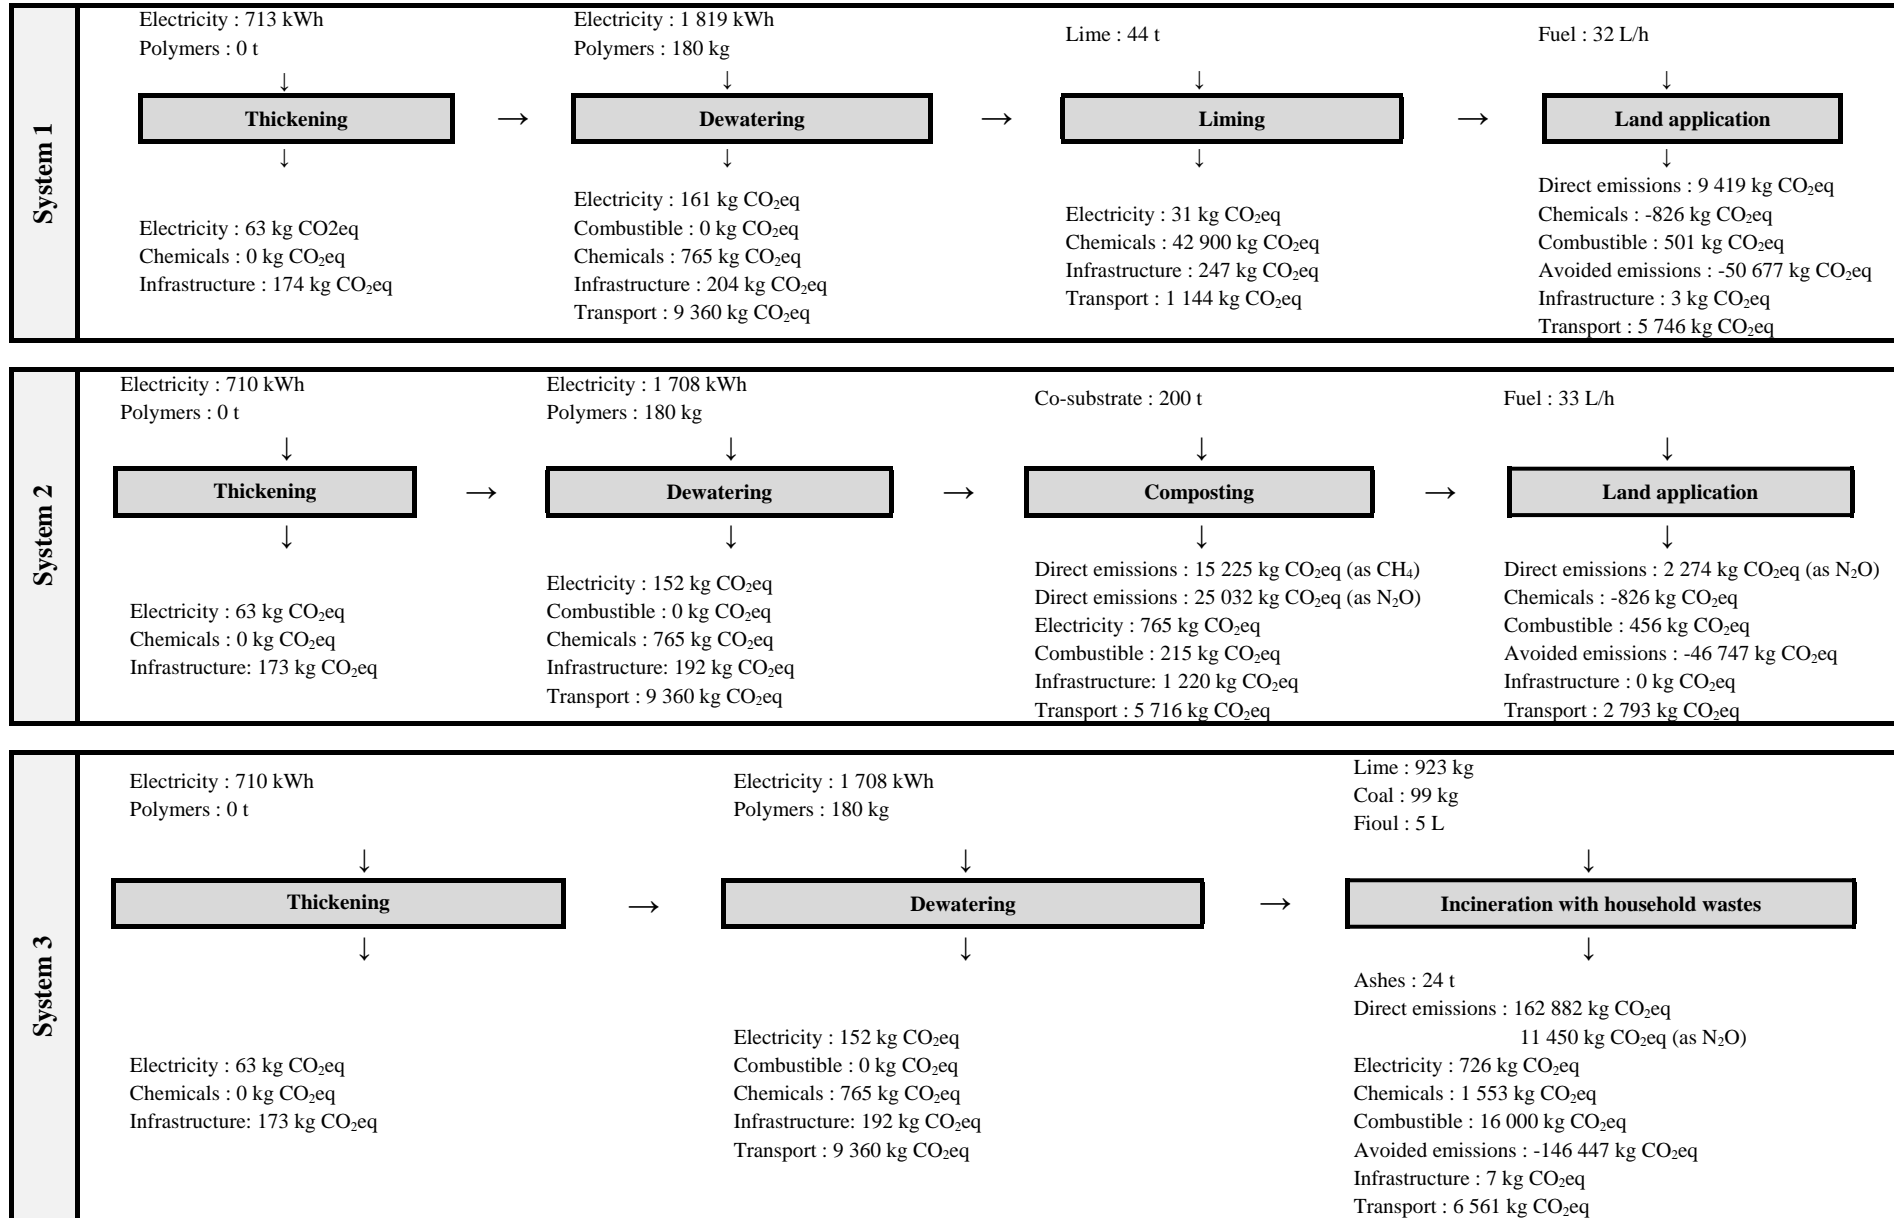 System 1
Electricity : 713 kWh
Polymers : 0 t
↓
Thickening
↓
Electricity : 63 kg CO2eq
Chemicals : 0 kg CO₂eq
Infrastructure : 174 kg CO₂eq
→
Electricity : 1 819 kWh
Polymers : 180 kg
↓
Dewatering
↓
Electricity : 161 kg CO₂eq
Combustible : 0 kg CO₂eq
Chemicals : 765 kg CO₂eq
Infrastructure : 204 kg CO₂eq
Transport : 9 360 kg CO₂eq
→
Lime : 44 t
↓
Liming
↓
Electricity : 31 kg CO₂eq
Chemicals : 42 900 kg CO₂eq
Infrastructure : 247 kg CO₂eq
Transport : 1 144 kg CO₂eq
→
Fuel : 32 L/h
↓
Land application
↓
Direct emissions : 9 419 kg CO₂eq
Chemicals : -826 kg CO₂eq
Combustible : 501 kg CO₂eq
Avoided emissions : -50 677 kg CO₂eq
Infrastructure : 3 kg CO₂eq
Transport : 5 746 kg CO₂eq
System 2
Electricity : 710 kWh
Polymers : 0 t
↓
Thickening
↓
Electricity : 63 kg CO₂eq
Chemicals : 0 kg CO₂eq
Infrastructure: 173 kg CO₂eq
→
Electricity : 1 708 kWh
Polymers : 180 kg
↓
Dewatering
↓
Electricity : 152 kg CO₂eq
Combustible : 0 kg CO₂eq
Chemicals : 765 kg CO₂eq
Infrastructure: 192 kg CO₂eq
Transport : 9 360 kg CO₂eq
→
Co-substrate : 200 t
↓
Composting
↓
Direct emissions : 15 225 kg CO₂eq (as CH₄)
Direct emissions : 25 032 kg CO₂eq (as N₂O)
Electricity : 765 kg CO₂eq
Combustible : 215 kg CO₂eq
Infrastructure: 1 220 kg CO₂eq
Transport : 5 716 kg CO₂eq
→
Fuel : 33 L/h
↓
Land application
↓
Direct emissions : 2 274 kg CO₂eq (as N₂O)
Chemicals : -826 kg CO₂eq
Combustible : 456 kg CO₂eq
Avoided emissions : -46 747 kg CO₂eq
Infrastructure : 0 kg CO₂eq
Transport : 2 793 kg CO₂eq
System 3
Electricity : 710 kWh
Polymers : 0 t
↓
Thickening
↓
Electricity : 63 kg CO₂eq
Chemicals : 0 kg CO₂eq
Infrastructure: 173 kg CO₂eq
→
Electricity : 1 708 kWh
Polymers : 180 kg
↓
Dewatering
↓
Electricity : 152 kg CO₂eq
Combustible : 0 kg CO₂eq
Chemicals : 765 kg CO₂eq
Infrastructure: 192 kg CO₂eq
Transport : 9 360 kg CO₂eq
→
Lime : 923 kg
Coal : 99 kg
Fioul : 5 L
↓
Incineration with household wastes
↓
Ashes : 24 t
Direct emissions : 162 882 kg CO₂eq
11 450 kg CO₂eq (as N₂O)
Electricity : 726 kg CO₂eq
Chemicals : 1 553 kg CO₂eq
Combustible : 16 000 kg CO₂eq
Avoided emissions : -146 447 kg CO₂eq
Infrastructure : 7 kg CO₂eq
Transport : 6 561 kg CO₂eq